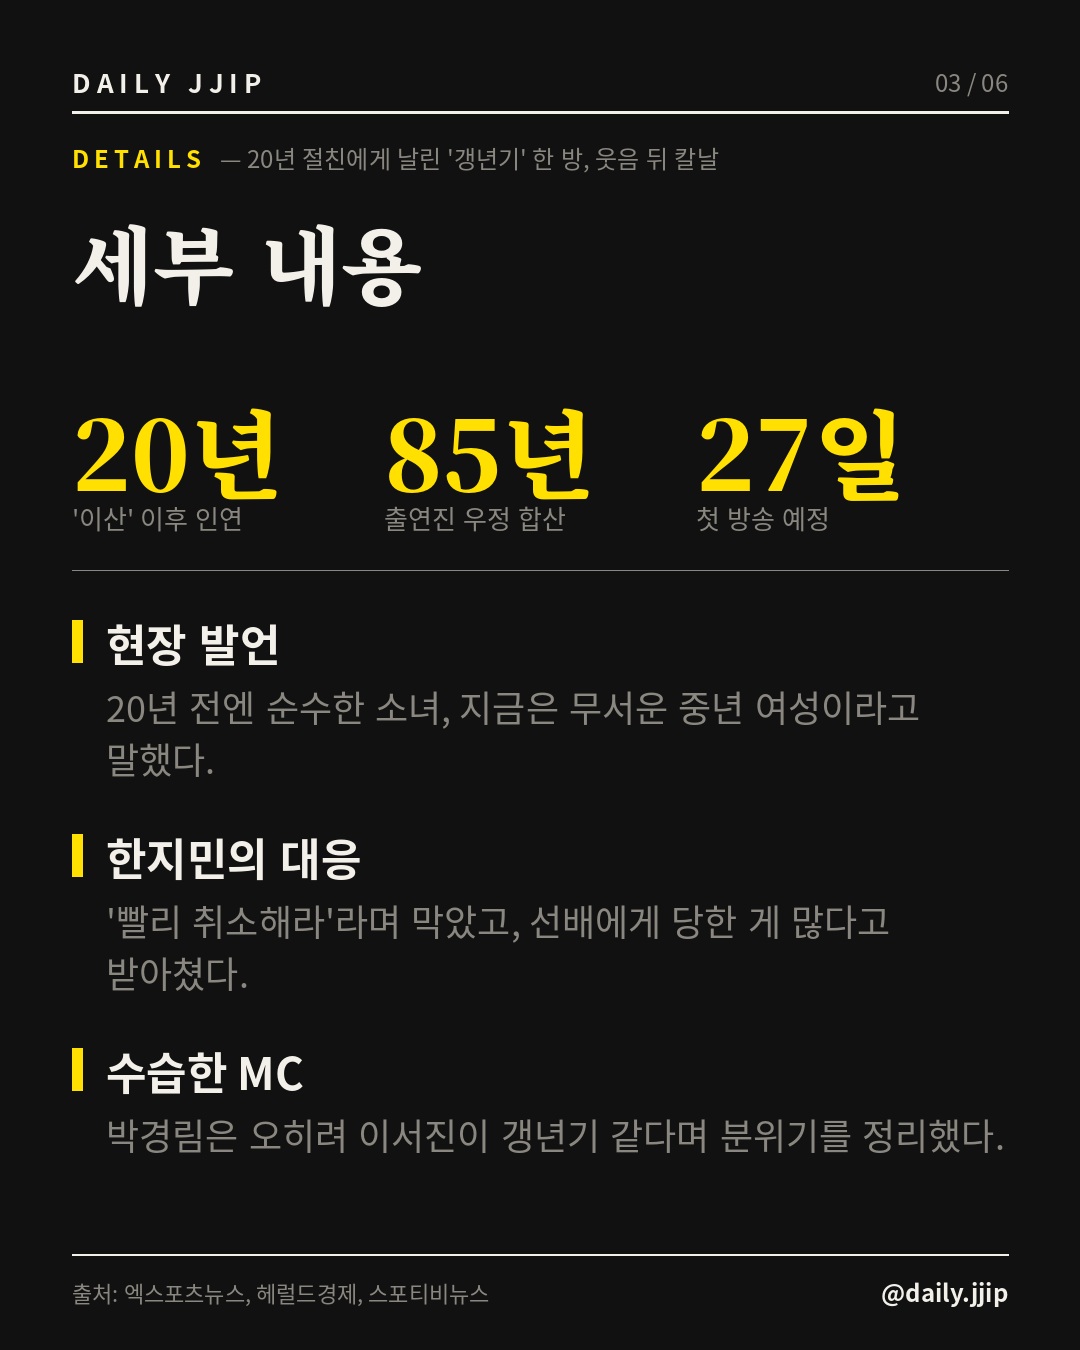 DAILY JJIP
03 / 06
DETAILS — 20년 절친에게 날린 '갱년기' 한 방, 웃음 뒤 칼날
세부 내용
20년 85년 27일
'이산' 이후 인연 출연진 우정 합산 첫 방송 예정
현장 발언
20년 전엔 순수한 소녀, 지금은 무서운 중년 여성이라고
말했다.
한지민의 대응
'빨리 취소해라'라며 막았고, 선배에게 당한 게 많다고
받아쳤다.
수습한 MC
박경림은 오히려 이서진이 갱년기 같다며 분위기를 정리했다.
출처: 엑스포츠뉴스, 헤럴드경제, 스포티비뉴스
@daily.jjip